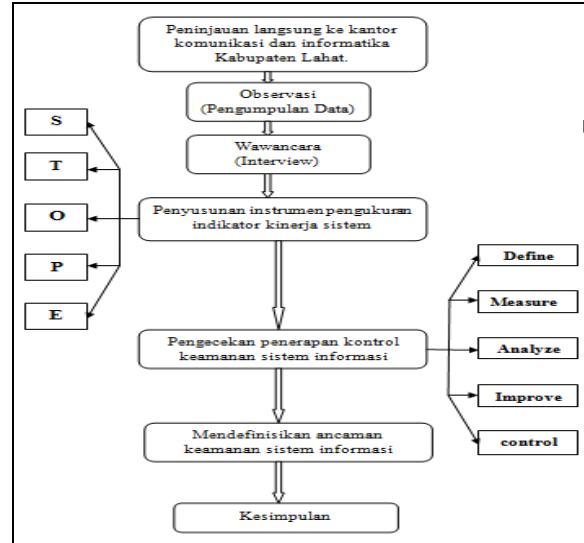 Peninjauan langsung ke kantor
komunikasi dan informatika
Kabupaten Lahat.
Observasi
(Pengumpulan Data)
Wawancara
(Interview)
Penyusunan instrumen pengukuran
indikator kinerja sistem
S
T
O
P
E
Pengecekan penerapan kontrol
keamanan sistem informasi
Define
Measure
Analyze
Improve
control
Mendefinisikan ancaman
keamanan sistem informasi
Kesimpulan